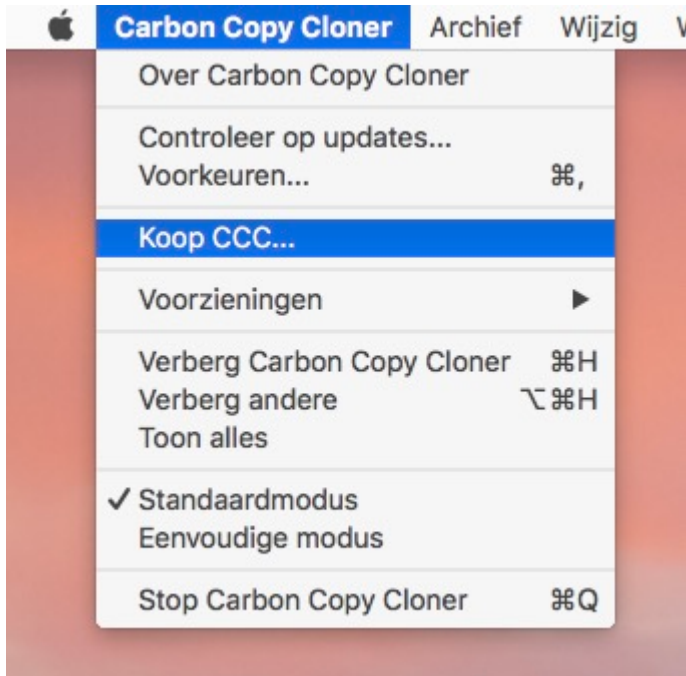 Carbon Copy Cloner Archief Wijzig
Over Carbon Copy Cloner
Controleer op updates...
Voorkeuren... ⌘,
Koop CCC...
Voorzieningen ▶
Verberg Carbon Copy Cloner ⌘H
Verberg andere ⌥⌘H
Toon alles
✓ Standaardmodus
Eenvoudige modus
Stop Carbon Copy Cloner ⌘Q